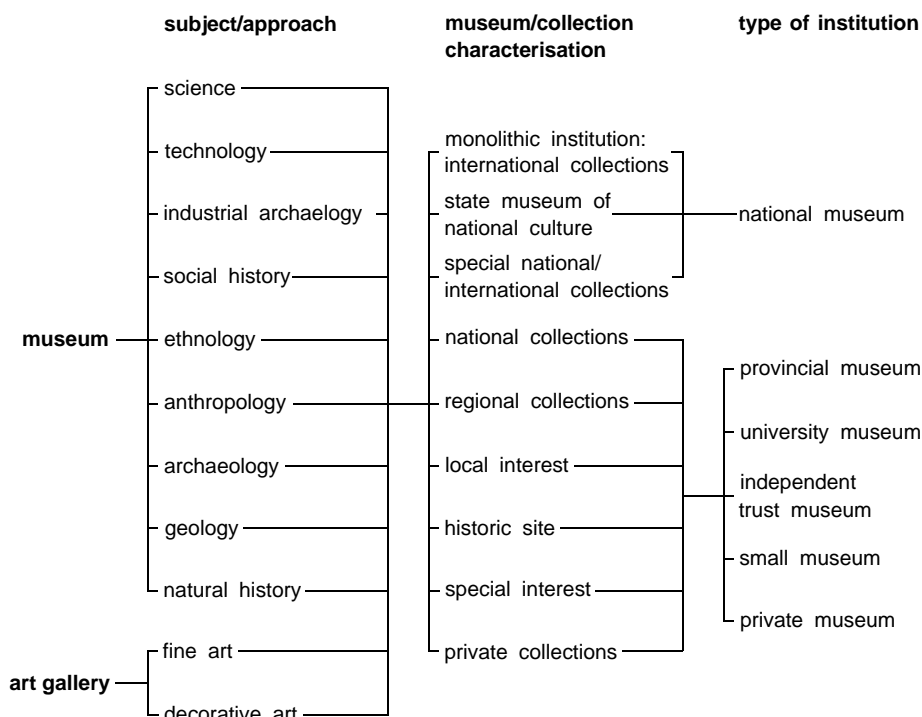 subject/approach
museum/collection
characterisation
type of institution
museum
science
technology
industrial archaelogy
social history
ethnology
anthropology
archaeology
geology
natural history
art gallery
fine art
decorative art
monolithic institution:
international collections
state museum of
national culture
special national/
international collections
national collections
regional collections
local interest
historic site
special interest
private collections
national museum
provincial museum
university museum
independent
trust museum
small museum
private museum